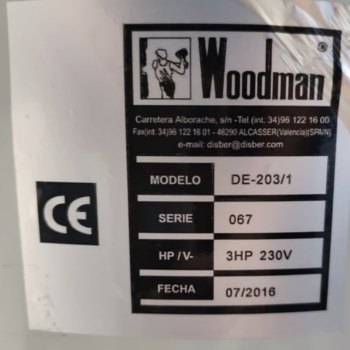 Woodman®
Carretera Alborache, s/n -Tel (int. 34)96 122 16 00
Fax(int. 34)96 122 16 01 - 46290 ALCASSER(Valencia)(SPAIN)
e-mail: disber@disber.com
MODELO DE-203/1
CE
SERIE 067
HP/V- 3HP 230V
FECHA 07/2016